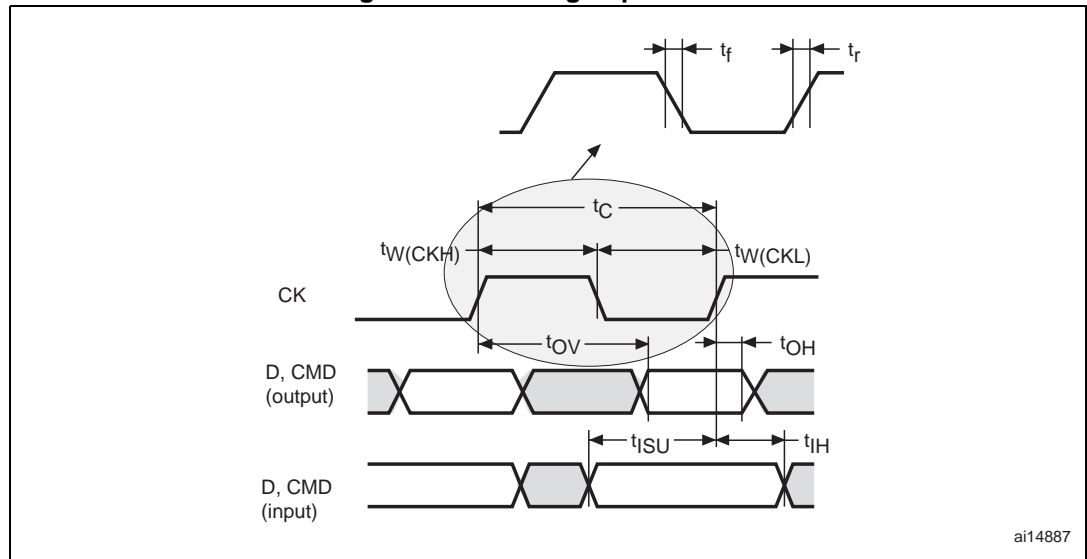 tf
tr
tC
tW(CKH)
tW(CKL)
CK
tOV
tOH
D, CMD
(output)
tISU
tIH
D, CMD
(input)
ai14887